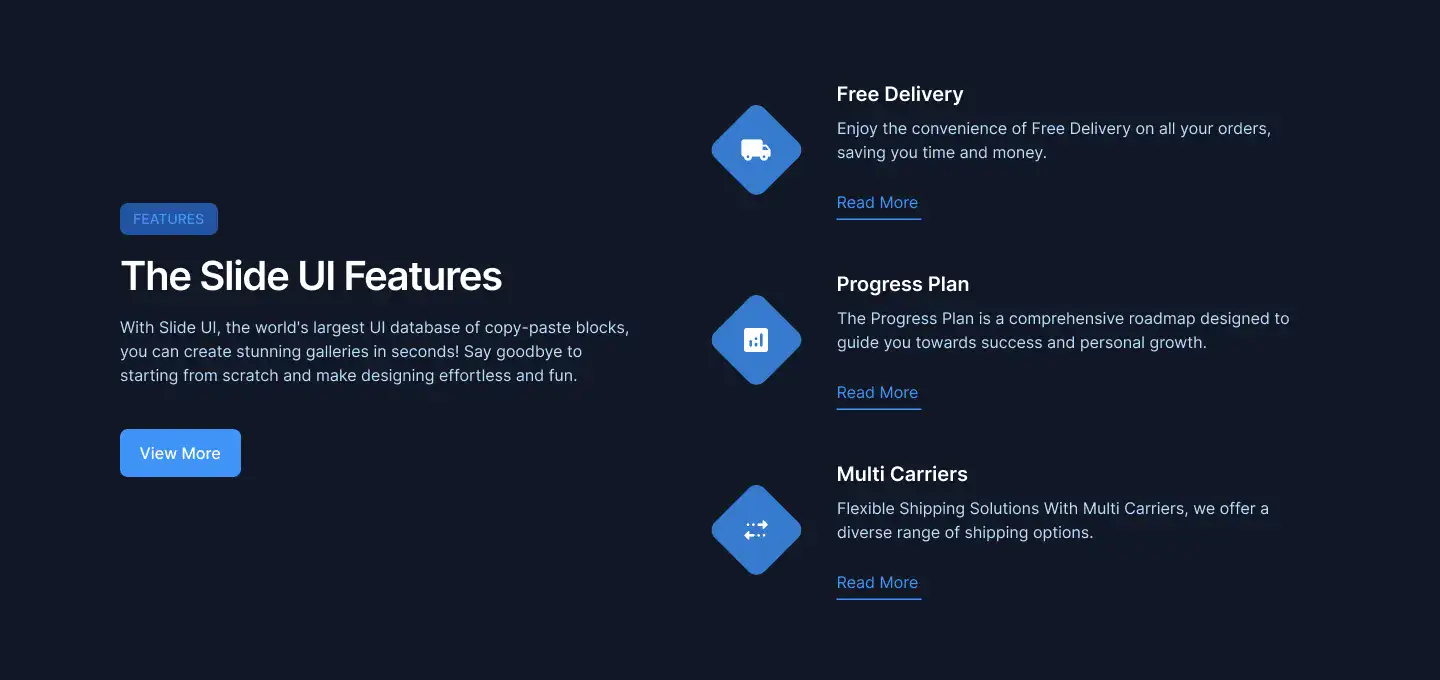 FEATURES
The Slide UI Features
With Slide UI, the world's largest UI database of copy-paste blocks,
you can create stunning galleries in seconds! Say goodbye to
starting from scratch and make designing effortless and fun.
View More
Free Delivery
Enjoy the convenience of Free Delivery on all your orders,
saving you time and money.
Read More
Progress Plan
The Progress Plan is a comprehensive roadmap designed to
guide you towards success and personal growth.
Read More
Multi Carriers
Flexible Shipping Solutions With Multi Carriers, we offer a
diverse range of shipping options.
Read More